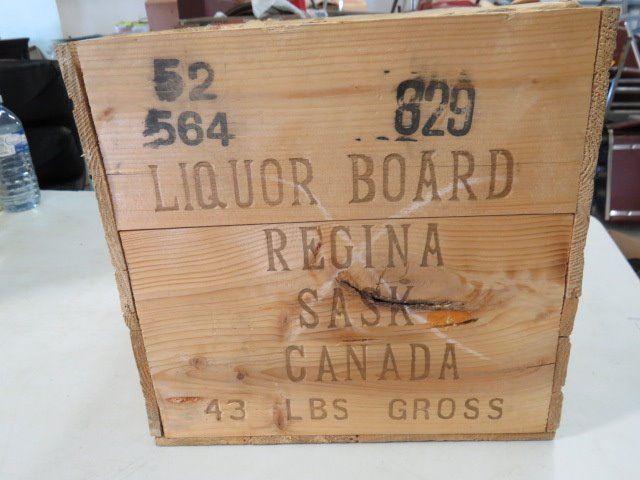 52
564 829
LIQUOR BOARD
REGINA
SASK
CANADA
43 LBS GROSS